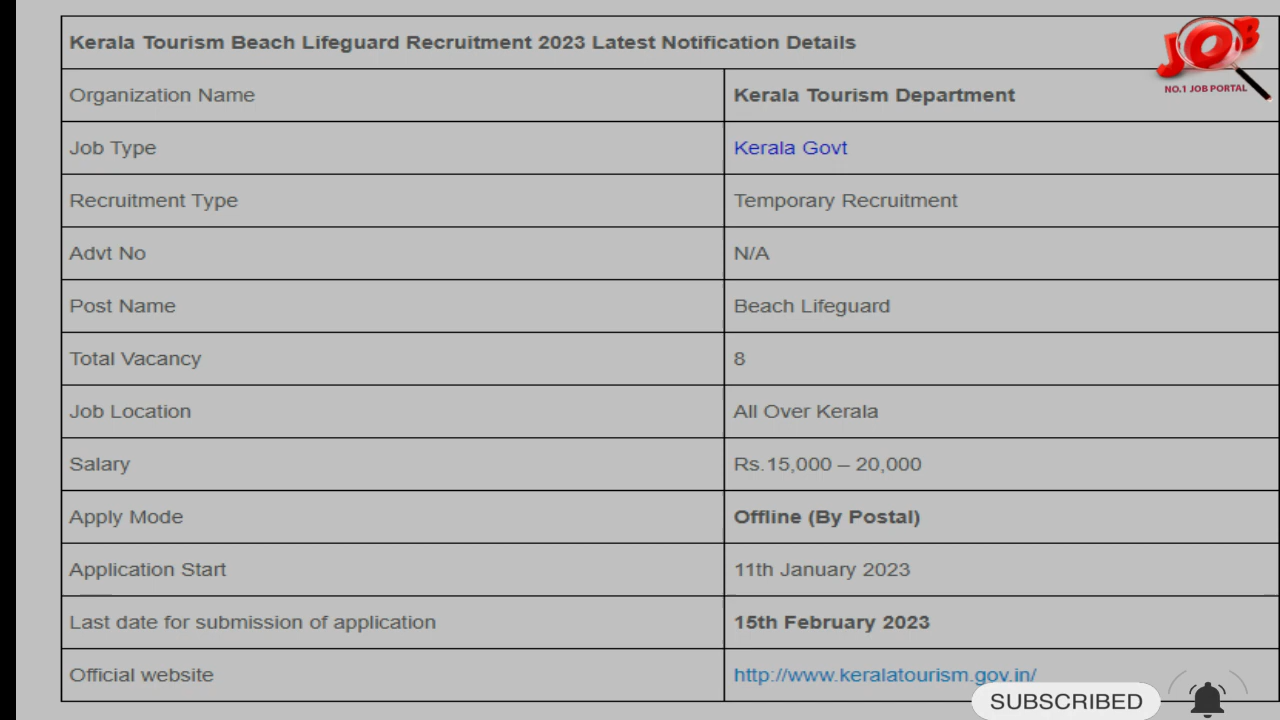 Kerala Tourism Beach Lifeguard Recruitment 2023 Latest Notification Details
JOB
NO.1 JOB PORTAL
Organization Name Kerala Tourism Department
Job Type Kerala Govt
Recruitment Type Temporary Recruitment
Advt No N/A
Post Name Beach Lifeguard
Total Vacancy 8
Job Location All Over Kerala
Salary Rs.15,000 – 20,000
Apply Mode Offline (By Postal)
Application Start 11th January 2023
Last date for submission of application 15th February 2023
Official website http://www.keralatourism.gov.in/
SUBSCRIBED